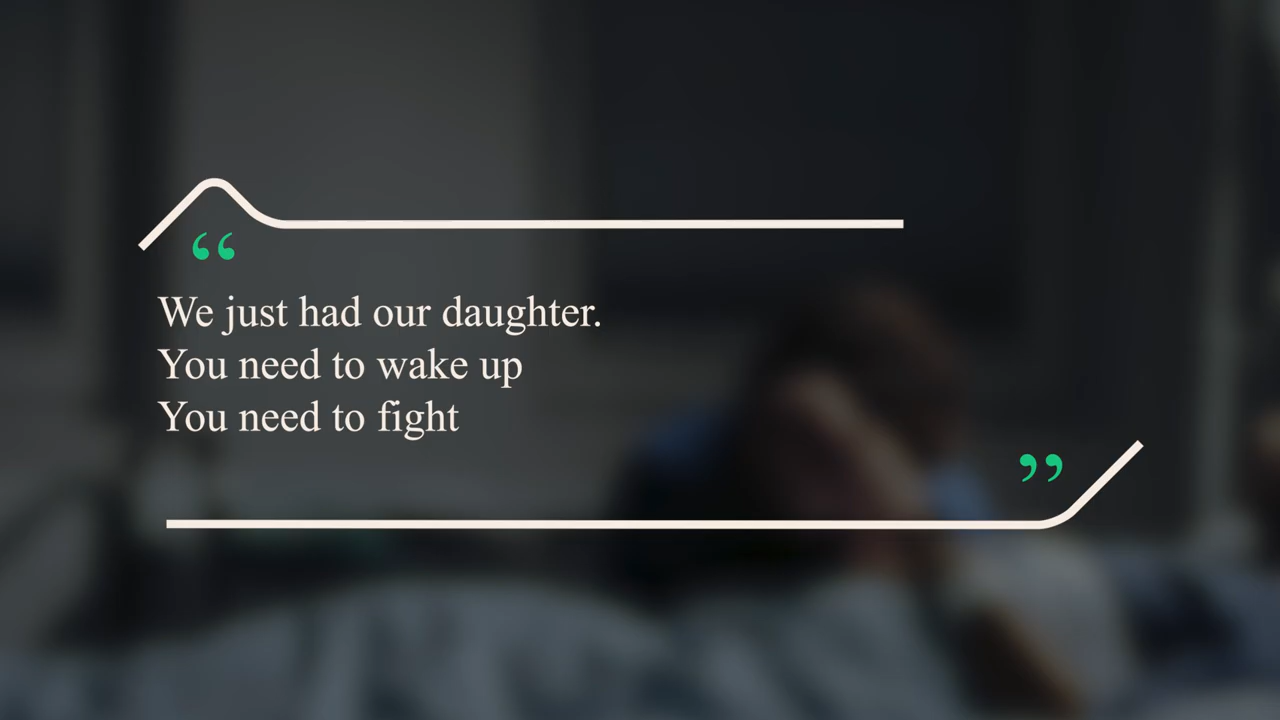 “
We just had our daughter.
You need to wake up
You need to fight
”